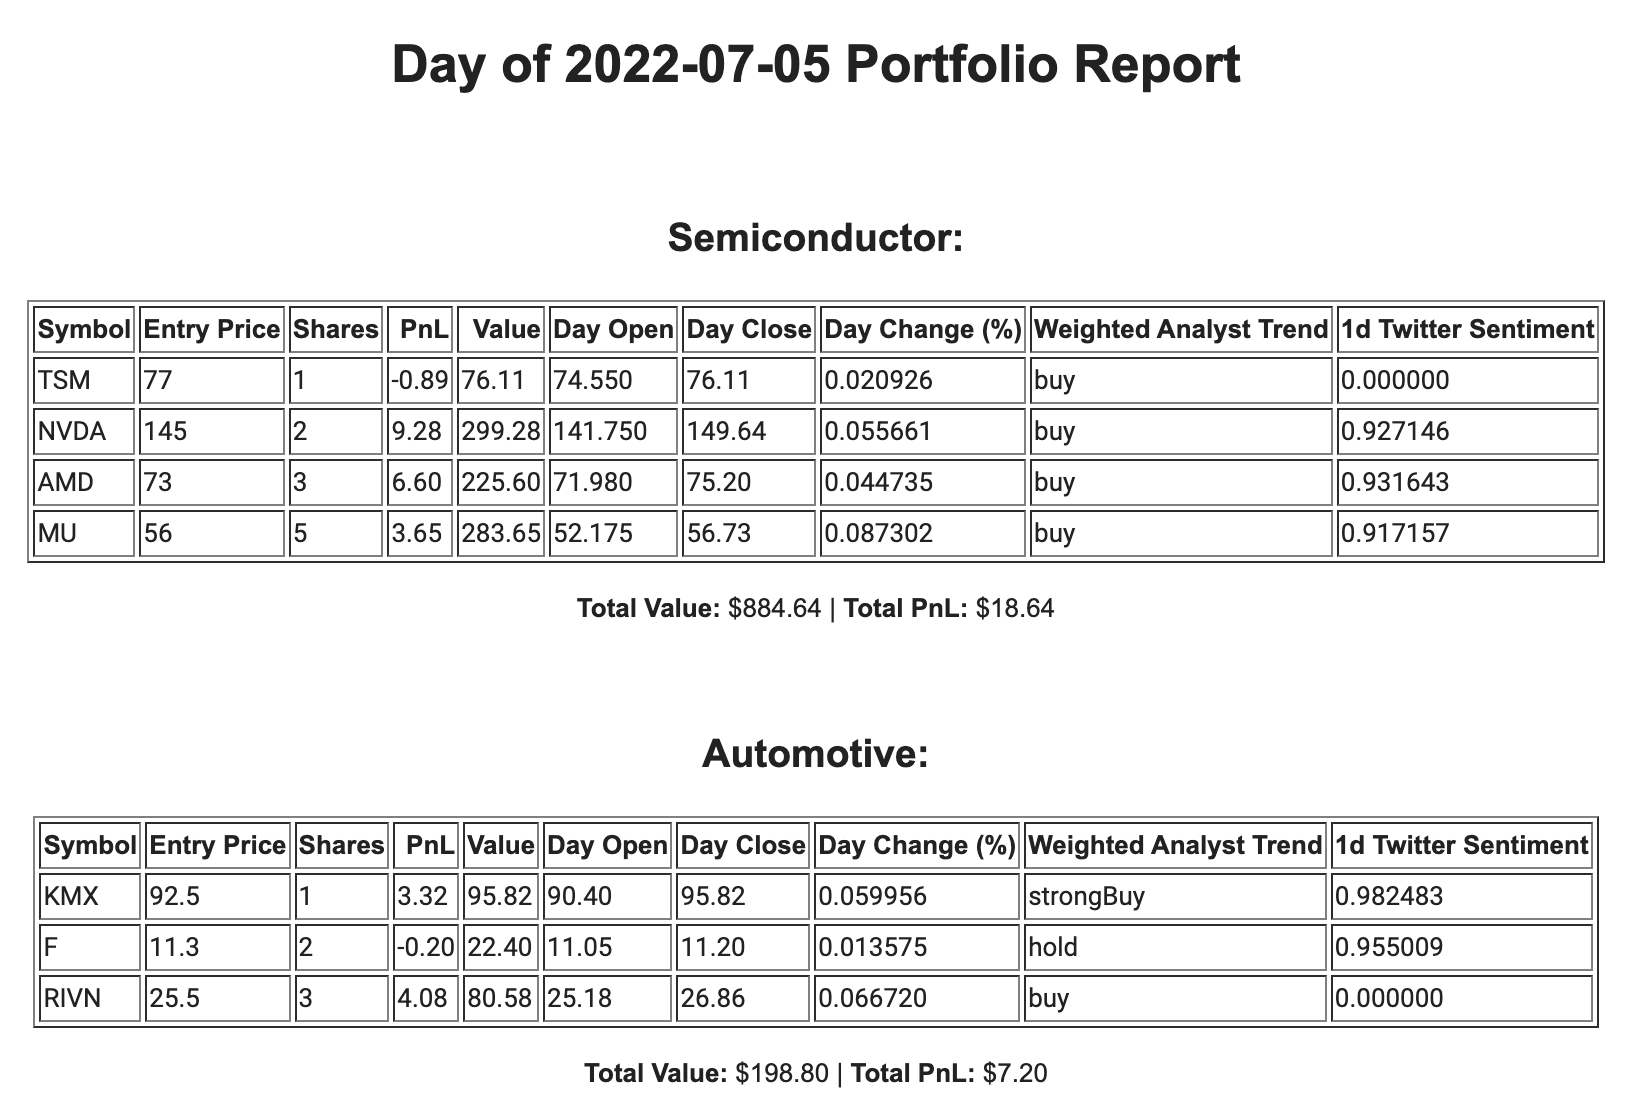 Day of 2022-07-05 Portfolio Report
Semiconductor:
Symbol Entry Price Shares PnL Value Day Open Day Close Day Change (%) Weighted Analyst Trend 1d Twitter Sentiment
TSM 77 1 -0.89 76.11 74.550 76.11 0.020926 buy 0.000000
NVDA 145 2 9.28 299.28 141.750 149.64 0.055661 buy 0.927146
AMD 73 3 6.60 225.60 71.980 75.20 0.044735 buy 0.931643
MU 56 5 3.65 283.65 52.175 56.73 0.087302 buy 0.917157
Total Value: $884.64 | Total PnL: $18.64
Automotive:
Symbol Entry Price Shares PnL Value Day Open Day Close Day Change (%) Weighted Analyst Trend 1d Twitter Sentiment
KMX 92.5 1 3.32 95.82 90.40 95.82 0.059956 strongBuy 0.982483
F 11.3 2 -0.20 22.40 11.05 11.20 0.013575 hold 0.955009
RIVN 25.5 3 4.08 80.58 25.18 26.86 0.066720 buy 0.000000
Total Value: $198.80 | Total PnL: $7.20